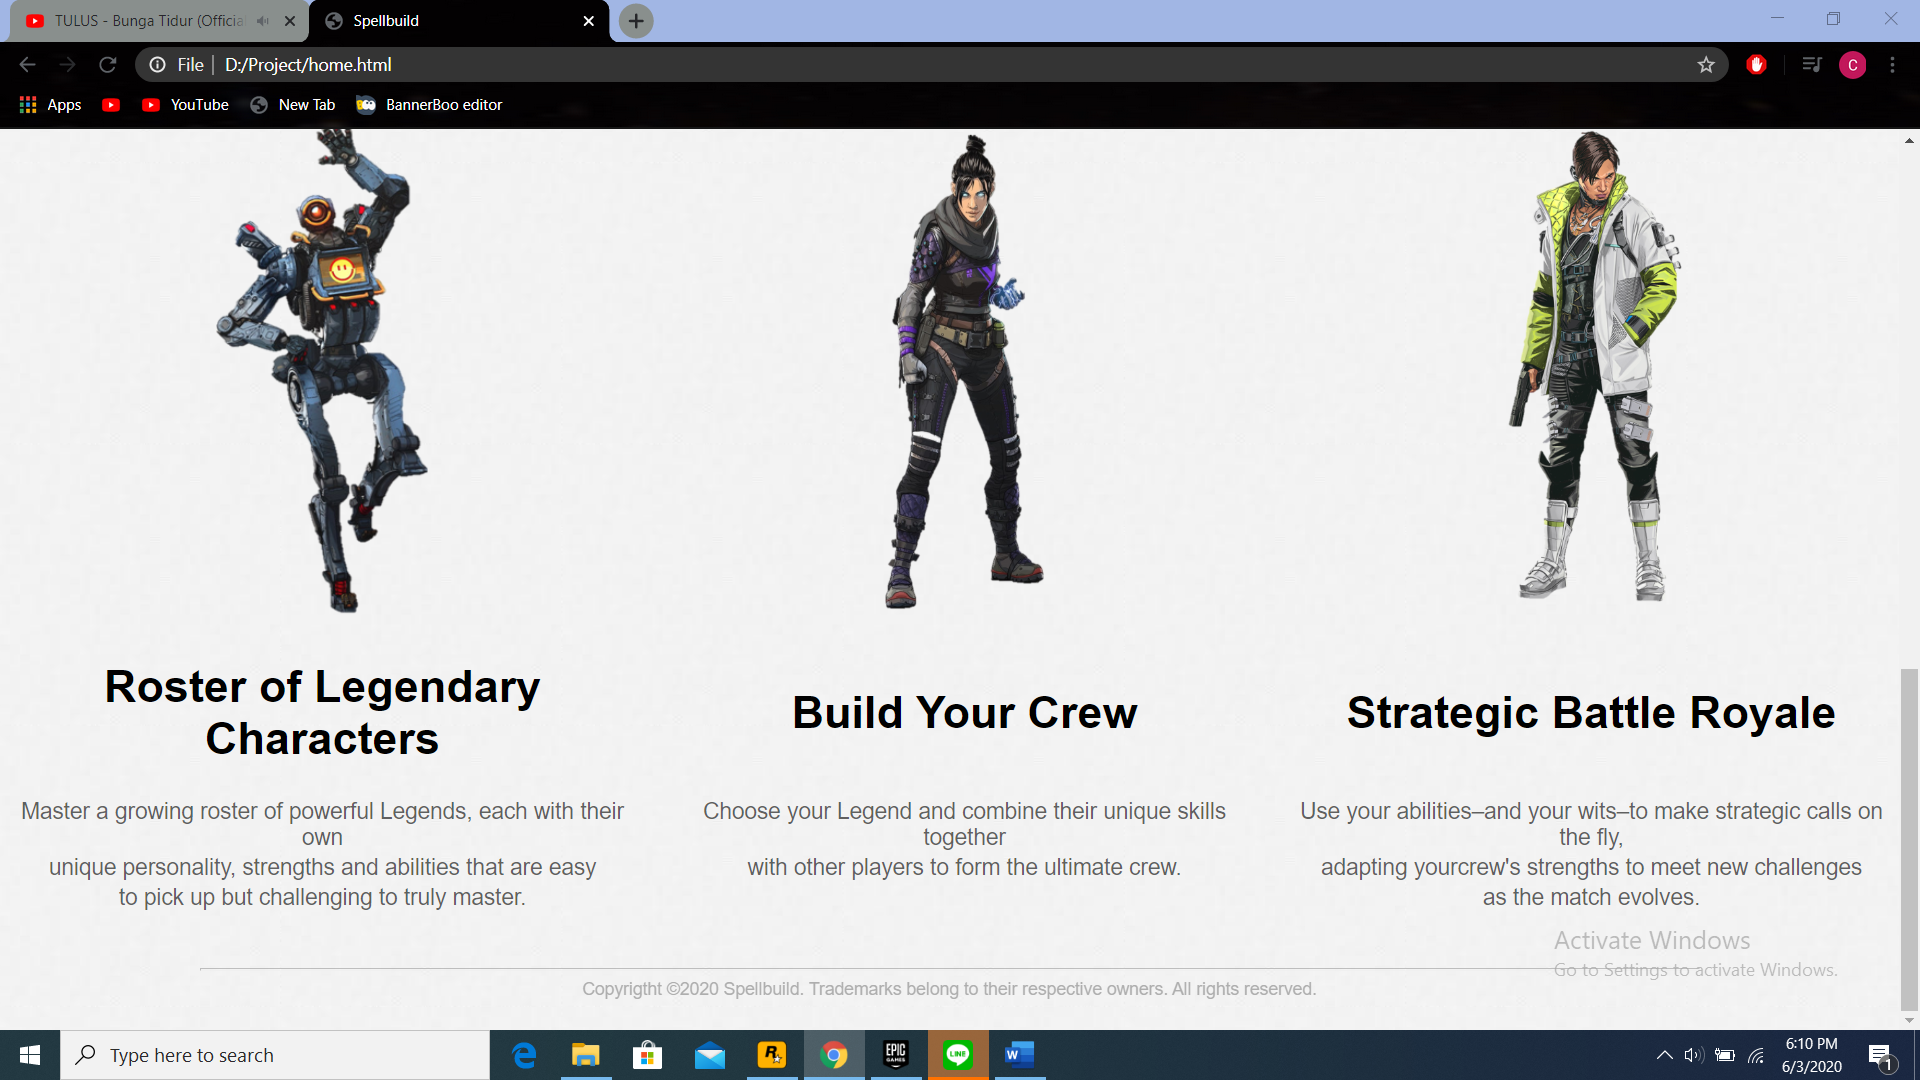 TULUS - Bunga Tidur (Officia
Spellbuild
File
D:/Project/home.html
C
Apps
YouTube
New Tab
BannerBoo editor
Roster of Legendary
Characters
Master a growing roster of powerful Legends, each with their
own
unique personality, strengths and abilities that are easy
to pick up but challenging to truly master.
Build Your Crew
Choose your Legend and combine their unique skills
together
with other players to form the ultimate crew.
Strategic Battle Royale
Use your abilities–and your wits–to make strategic calls on
the fly,
adapting yourcrew's strengths to meet new challenges
as the match evolves.
Activate Windows
Go to Settings to activate Windows.
Copyrigtht ©2020 Spellbuild. Trademarks belong to their respective owners. All rights reserved.
Type here to search
R
EPIC
GAMES
LINE
W
6:10 PM
6/3/2020
1